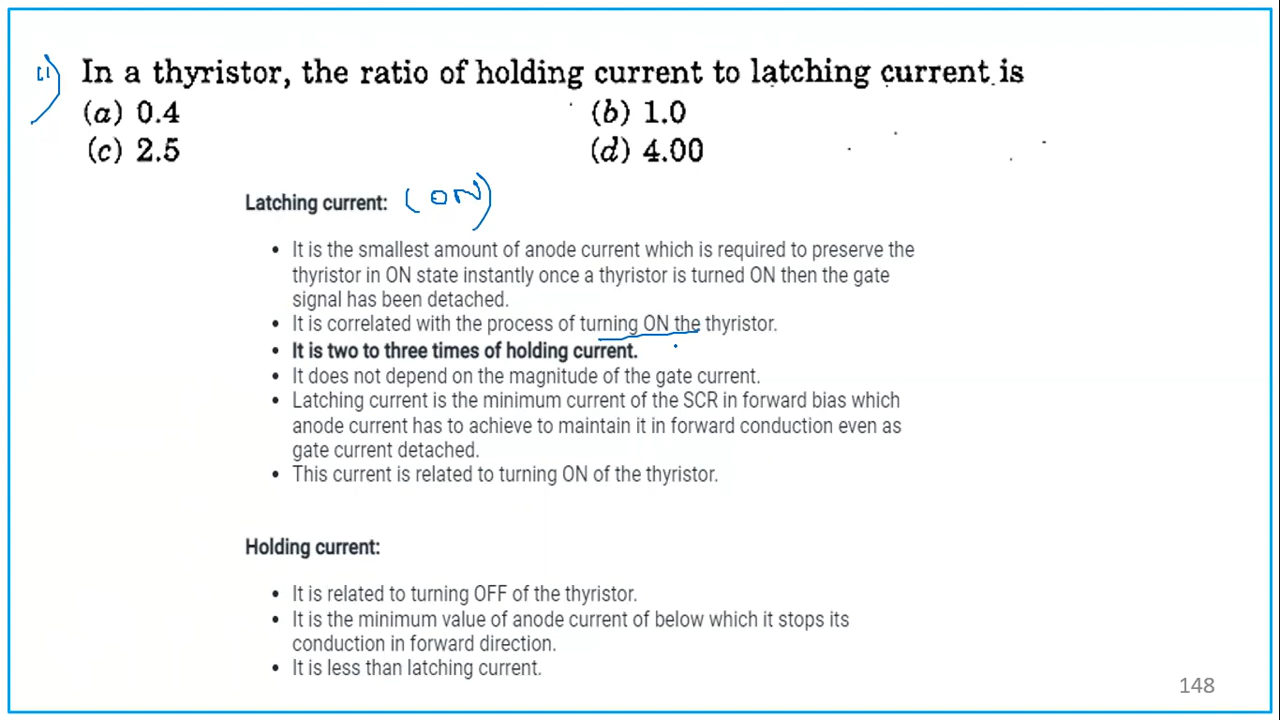 (1) In a thyristor, the ratio of holding current to latching current is
(a) 0.4 (b) 1.0
(c) 2.5 (d) 4.00
Latching current: (ON)
• It is the smallest amount of anode current which is required to preserve the
thyristor in ON state instantly once a thyristor is turned ON then the gate
signal has been detached.
• It is correlated with the process of turning ON the thyristor.
• It is two to three times of holding current.
• It does not depend on the magnitude of the gate current.
• Latching current is the minimum current of the SCR in forward bias which
anode current has to achieve to maintain it in forward conduction even as
gate current detached.
• This current is related to turning ON of the thyristor.
Holding current:
• It is related to turning OFF of the thyristor.
• It is the minimum value of anode current of below which it stops its
conduction in forward direction.
• It is less than latching current.
148